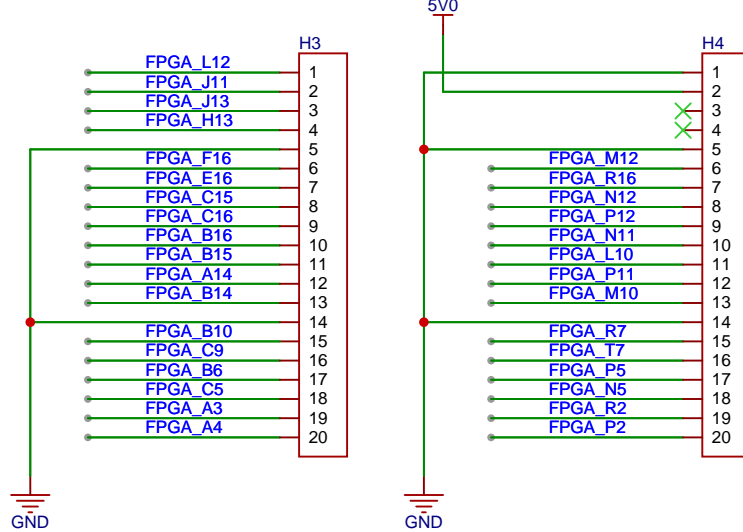 5V0
H3
H4
FPGA_L12 1
FPGA_J11 2
FPGA_J13 3
FPGA_H13 4
5
FPGA_F16 6
FPGA_E16 7
FPGA_C15 8
FPGA_C16 9
FPGA_B16 10
FPGA_B15 11
FPGA_A14 12
FPGA_B14 13
14
FPGA_B10 15
FPGA_C9 16
FPGA_B6 17
FPGA_C5 18
FPGA_A3 19
FPGA_A4 20
GND
1
2
3
4
5
FPGA_M12 6
FPGA_R16 7
FPGA_N12 8
FPGA_P12 9
FPGA_N11 10
FPGA_L10 11
FPGA_P11 12
FPGA_M10 13
14
FPGA_R7 15
FPGA_T7 16
FPGA_P5 17
FPGA_N5 18
FPGA_R2 19
FPGA_P2 20
GND